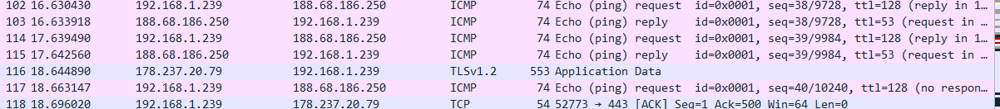 102 16.630430 192.168.1.239 188.68.186.250 ICMP 74 Echo (ping) request id=0x0001, seq=38/9728, ttl=128 (reply in 1…
103 16.633918 188.68.186.250 192.168.1.239 ICMP 74 Echo (ping) reply id=0x0001, seq=38/9728, ttl=53 (request in …
114 17.639490 192.168.1.239 188.68.186.250 ICMP 74 Echo (ping) request id=0x0001, seq=39/9984, ttl=128 (reply in 1…
115 17.642560 188.68.186.250 192.168.1.239 ICMP 74 Echo (ping) reply id=0x0001, seq=39/9984, ttl=53 (request in …
116 18.644890 178.237.20.79 192.168.1.239 TLSv1.2 553 Application Data
117 18.663147 192.168.1.239 188.68.186.250 ICMP 74 Echo (ping) request id=0x0001, seq=40/10240, ttl=128 (no respon…
118 18.696020 192.168.1.239 178.237.20.79 TCP 54 52773 → 443 [ACK] Seq=1 Ack=500 Win=64 Len=0